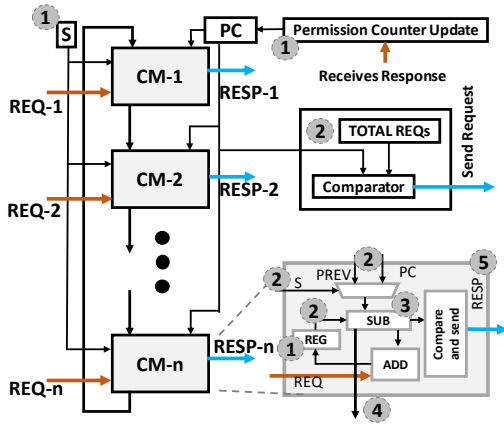 1
S
PC
Permission Counter Update
1
Receives Response
CM-1
REQ-1
RESP-1
2
TOTAL REQs
Comparator
Send Request
CM-2
REQ-2
RESP-2
CM-n
REQ-n
RESP-n
2
S
PREV
2
PC
5
RESP
2
3
SUB
REG
1
ADD
Compare
and send
REQ
4